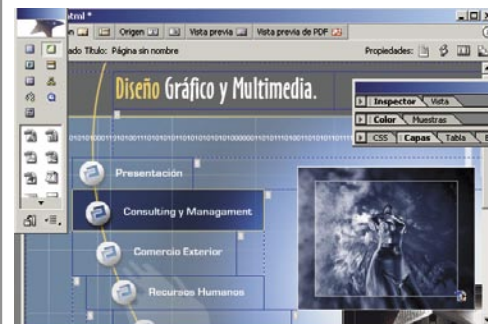 tml *
Origen
Vista previa
Vista previa de PDF
ado Título: Página sin nombre
Propiedades:
Diseño Gráfico y Multimedia.
Inspector Vista
Color Muestras
CSS Capas Tabla
Presentación
Consulting y Managament
Comercio Exterior
Recursos Humanos